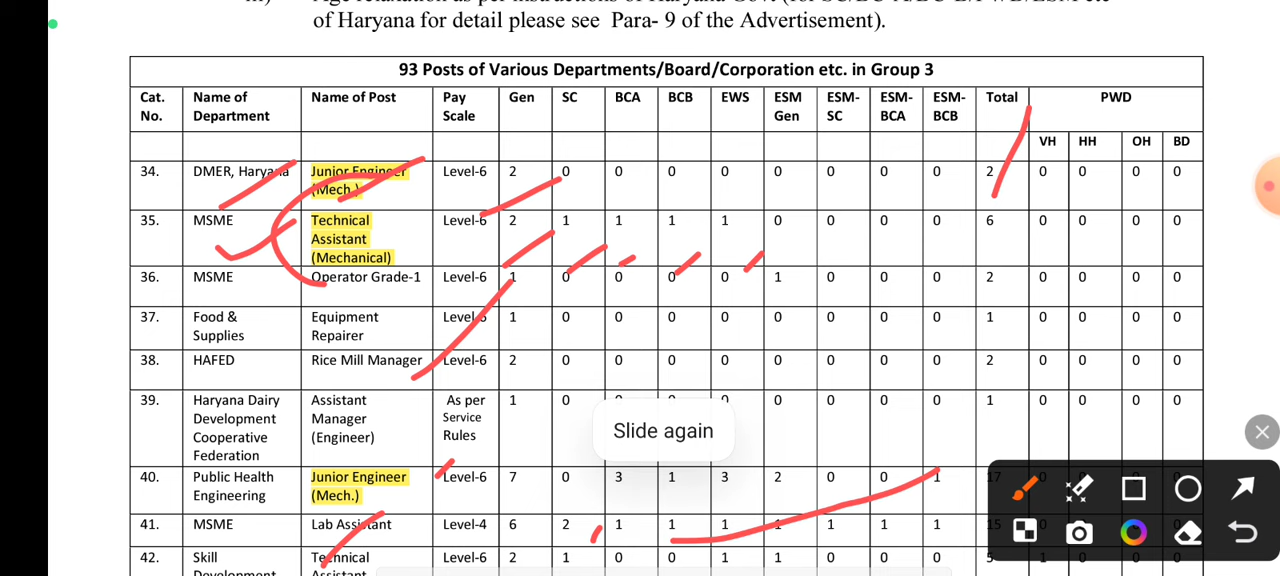 of Haryana for detail please see Para- 9 of the Advertisement).
93 Posts of Various Departments/Board/Corporation etc. in Group 3
Cat. No. Name of Department Name of Post Pay Scale Gen SC BCA BCB EWS ESM Gen ESM-SC ESM-BCA ESM-BCB Total PWD
VH HH OH BD
34. DMER, Haryana Junior Engineer (Mech.) Level-6 2 0 0 0 0 0 0 0 0 2 0 0 0 0
35. MSME Technical Assistant (Mechanical) Level-6 2 1 1 1 1 0 0 0 0 6 0 0 0 0
36. MSME Operator Grade-1 Level-6 1 0 0 0 0 1 0 0 0 2 0 0 0 0
37. Food & Supplies Equipment Repairer Level-6 1 0 0 0 0 0 0 0 0 1 0 0 0 0
38. HAFED Rice Mill Manager Level-6 2 0 0 0 0 0 0 0 0 2 0 0 0 0
39. Haryana Dairy Development Cooperative Federation Assistant Manager (Engineer) As per Service Rules 1 0 0 0 0 0 0 0 0 1 0 0 0 0
Slide again
40. Public Health Engineering Junior Engineer (Mech.) Level-6 7 0 3 1 3 2 0 0 1 17
41. MSME Lab Assistant Level-4 6 2 1 1 1 1 1 1 1 15
42. Skill Technical Level-6 2 1 0 0 1 1 0 0 0 5 1 0 0 0